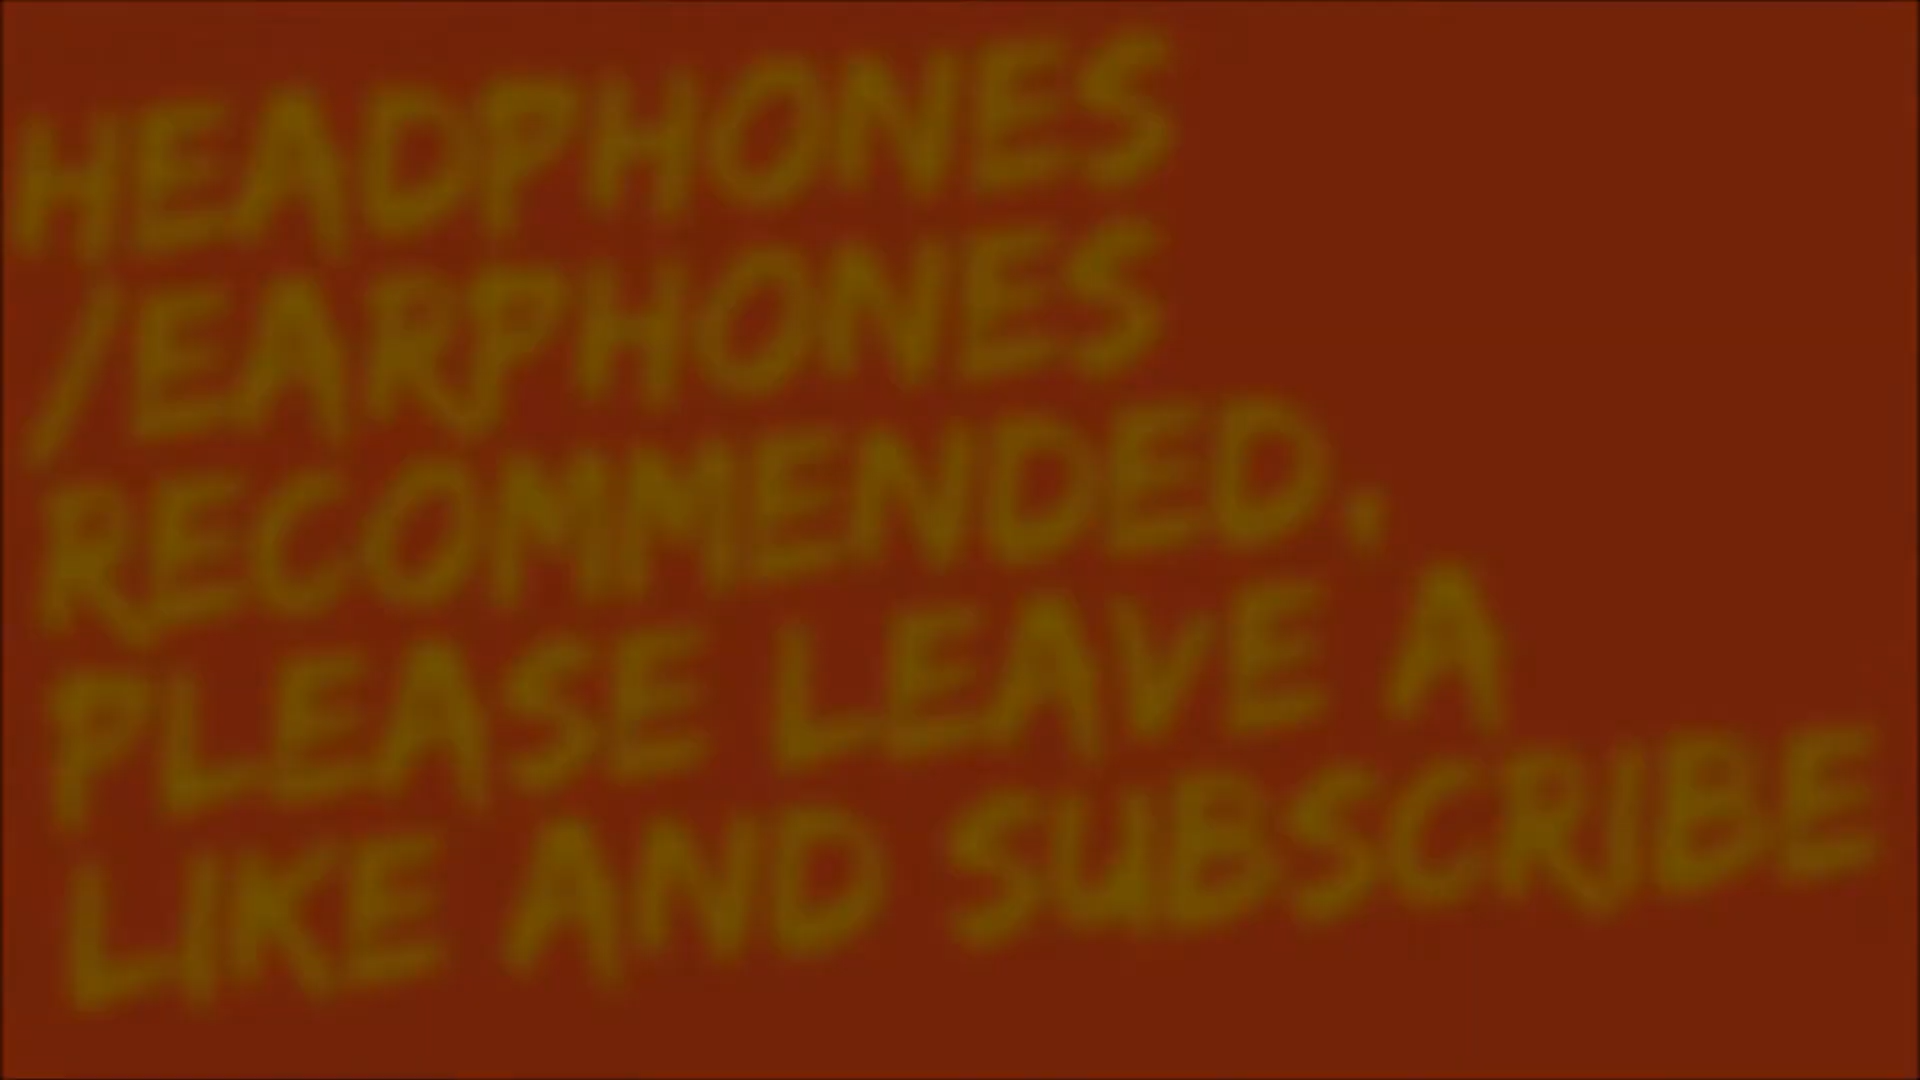 HEADPHONES
/EARPHONES
RECOMMENDED,
PLEASE LEAVE A
LIKE AND SUBSCRIBE